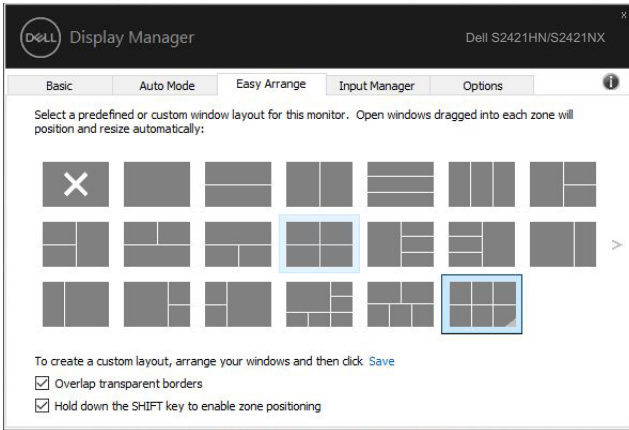 x
DELL Display Manager
Dell S2421HN/S2421NX
Basic Auto Mode Easy Arrange Input Manager Options
Select a predefined or custom window layout for this monitor. Open windows dragged into each zone will
position and resize automatically:
>
To create a custom layout, arrange your windows and then click Save
Overlap transparent borders
Hold down the SHIFT key to enable zone positioning